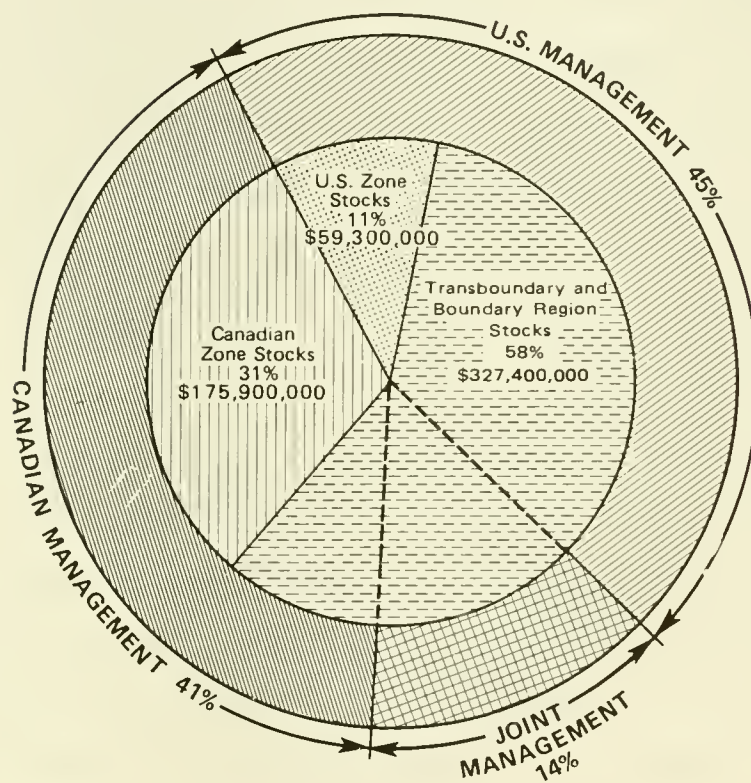 U.S. MANAGEMENT 45%
U.S. Zone
Stocks
11%
$59,300,000
Transboundary and
Boundary Region
Stocks
58%
$327,400,000
Canadian
Zone Stocks
31%
$175,900,000
CANADIAN MANAGEMENT 41%
JOINT
MANAGEMENT
14%